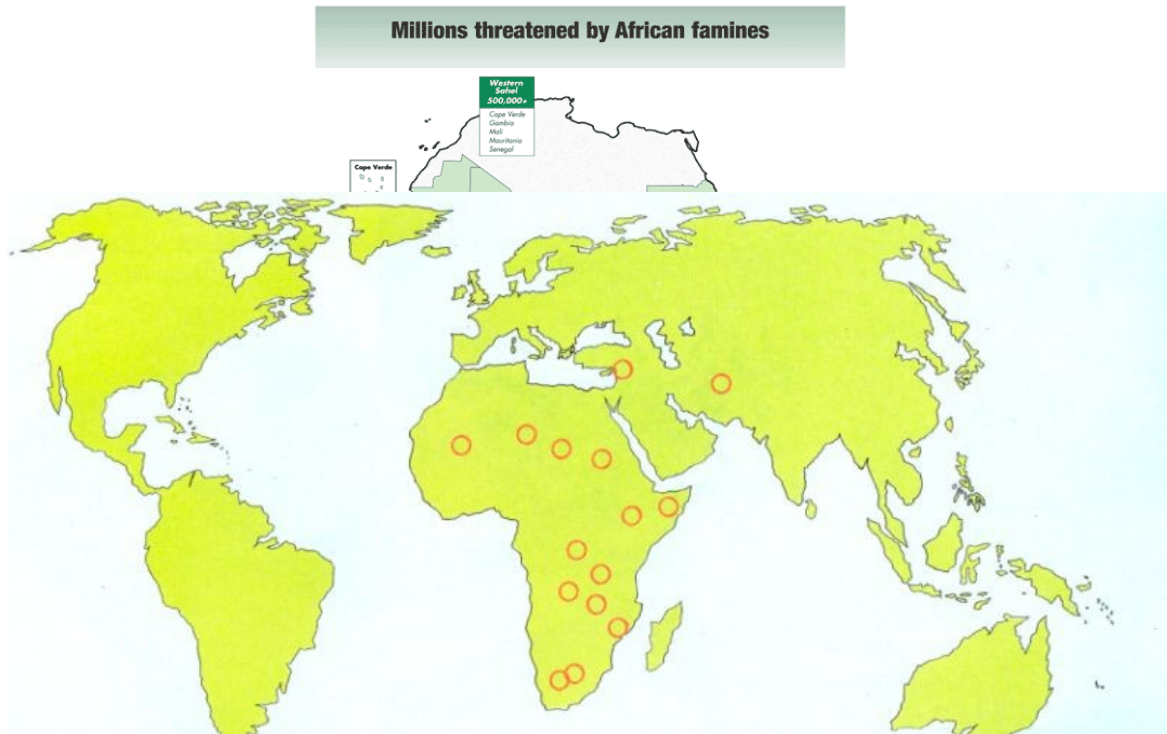 Millions threatened by African famines
Western
Sahel
500,000+
Cape Verde
Gambia
Mali
Mauritania
Senegal
Cape Verde